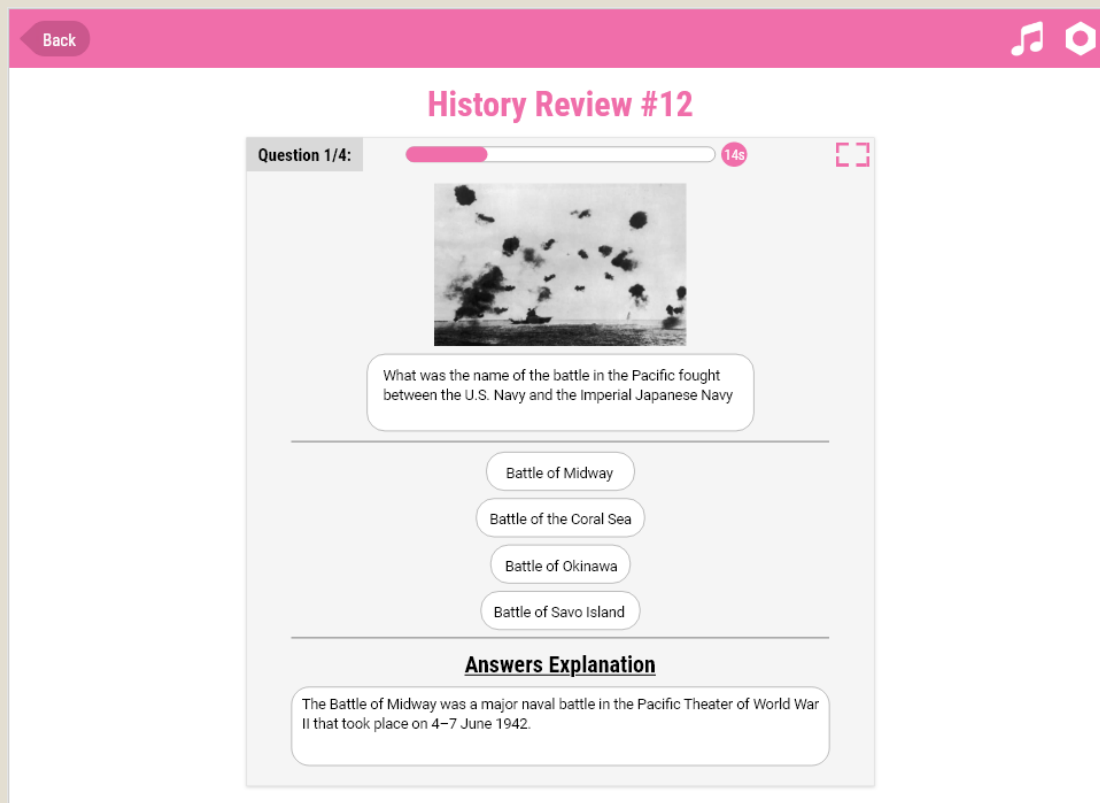 Back
History Review #12
Question 1/4:
14s
What was the name of the battle in the Pacific fought
between the U.S. Navy and the Imperial Japanese Navy
Battle of Midway
Battle of the Coral Sea
Battle of Okinawa
Battle of Savo Island
Answers Explanation
The Battle of Midway was a major naval battle in the Pacific Theater of World War
II that took place on 4–7 June 1942.